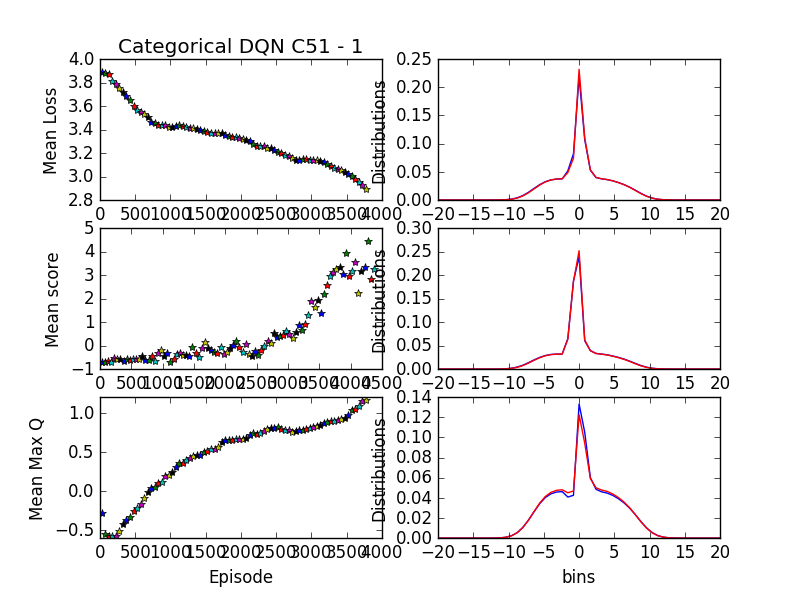 Categorical DQN C51 - 1
Mean Loss
4.0
3.8
3.6
3.4
3.2
3.0
2.8
0 500 1000 1500 2000 2500 3000 3500 4000
Distributions
0.25
0.20
0.15
0.10
0.05
0.00
−20 −15 −10 −5 0 5 10 15 20
Mean score
5
4
3
2
1
0
−1
0 500 1000 1500 2000 2500 3000 3500 4000 4500
Distributions
0.30
0.25
0.20
0.15
0.10
0.05
0.00
−20 −15 −10 −5 0 5 10 15 20
Mean Max Q
1.0
0.5
0.0
−0.5
0 500 1000 1500 2000 2500 3000 3500 4000
Episode
Distributions
0.14
0.12
0.10
0.08
0.06
0.04
0.02
0.00
−20 −15 −10 −5 0 5 10 15 20
bins